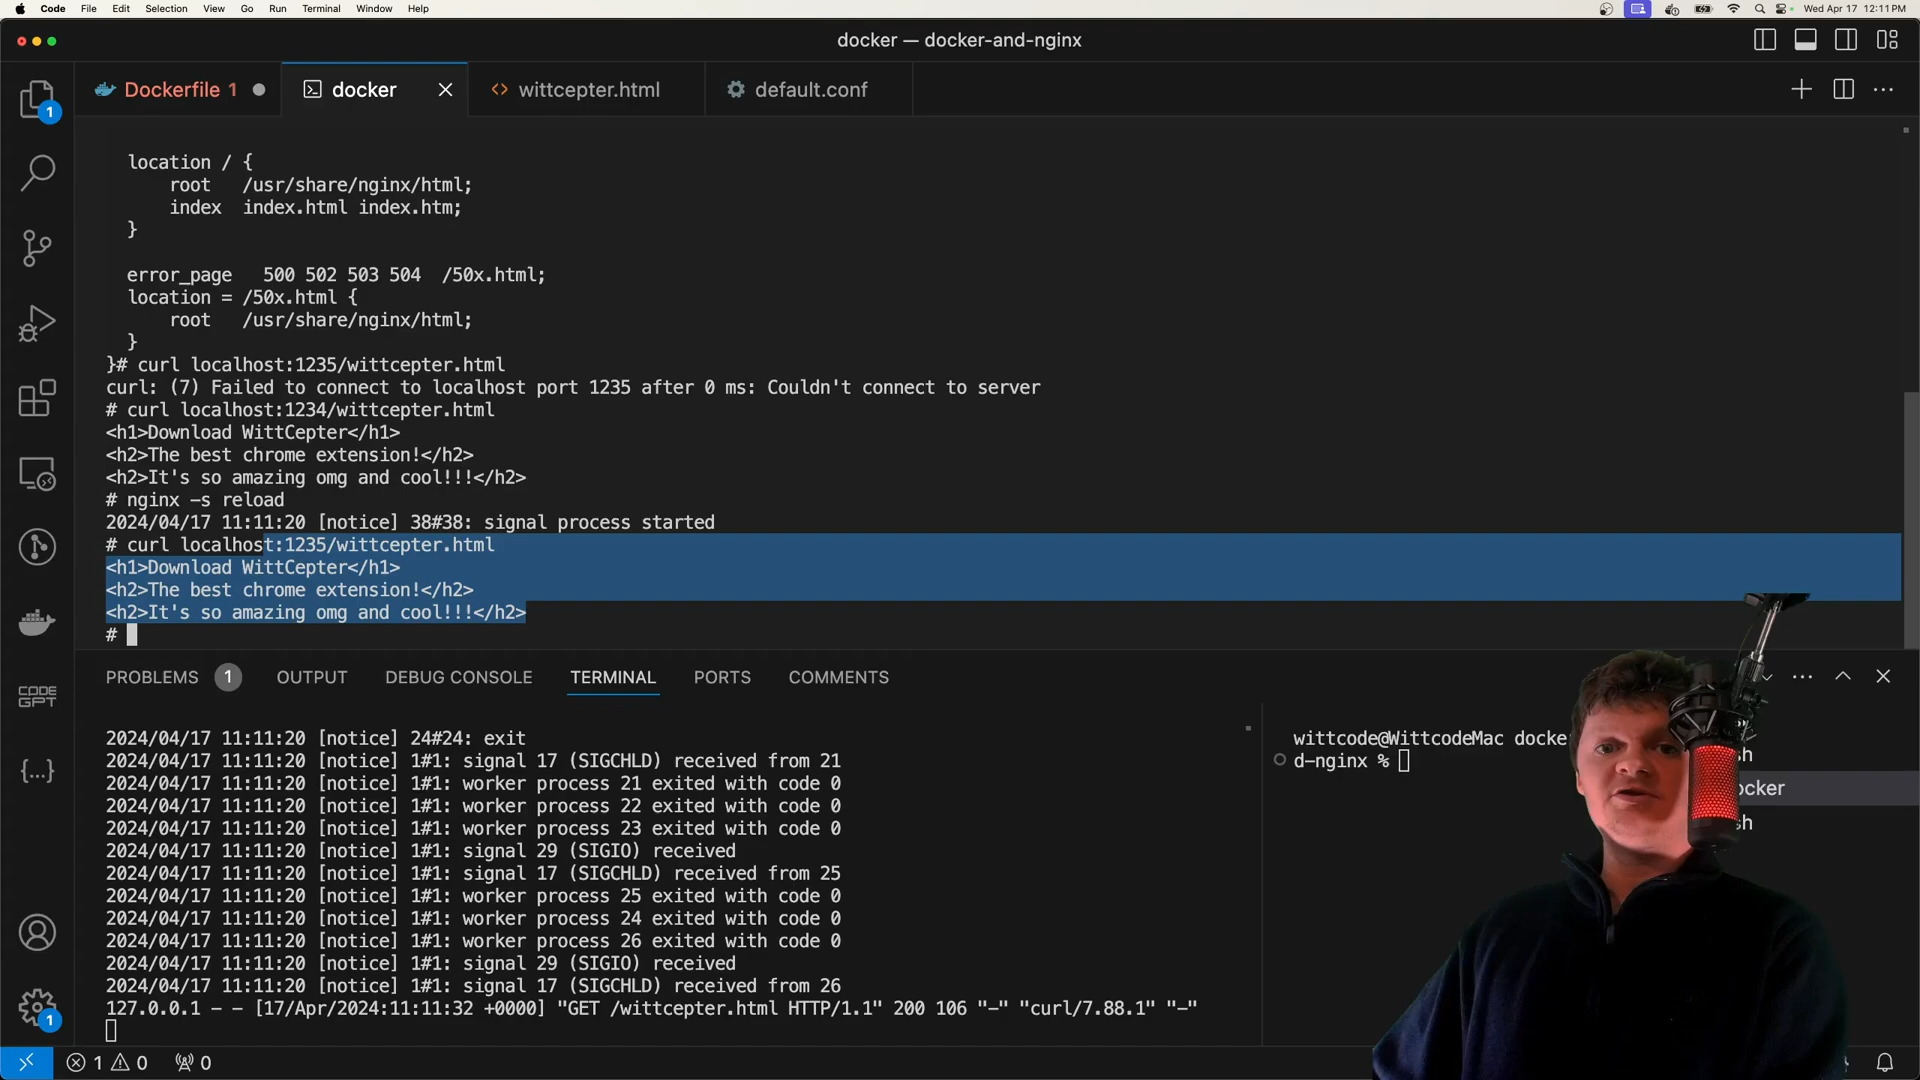 Code File Edit Selection View Go Run Terminal Window Help
Wed Apr 17 12:11PM
docker — docker-and-nginx
Dockerfile 1
docker
wittcepter.html
default.conf
1
location / {
root /usr/share/nginx/html;
index index.html index.htm;
}
error_page 500 502 503 504 /50x.html;
location = /50x.html {
root /usr/share/nginx/html;
}
}# curl localhost:1235/wittcepter.html
curl: (7) Failed to connect to localhost port 1235 after 0 ms: Couldn't connect to server
# curl localhost:1234/wittcepter.html
<h1>Download WittCepter</h1>
<h2>The best chrome extension!</h2>
<h2>It's so amazing omg and cool!!!</h2>
# nginx -s reload
2024/04/17 11:11:20 [notice] 38#38: signal process started
# curl localhost:1235/wittcepter.html
<h1>Download WittCepter</h1>
<h2>The best chrome extension!</h2>
<h2>It's so amazing omg and cool!!!</h2>
#
CODE
GPT
{...}
PROBLEMS 1 OUTPUT DEBUG CONSOLE TERMINAL PORTS COMMENTS
2024/04/17 11:11:20 [notice] 24#24: exit
2024/04/17 11:11:20 [notice] 1#1: signal 17 (SIGCHLD) received from 21
2024/04/17 11:11:20 [notice] 1#1: worker process 21 exited with code 0
2024/04/17 11:11:20 [notice] 1#1: worker process 22 exited with code 0
2024/04/17 11:11:20 [notice] 1#1: worker process 23 exited with code 0
2024/04/17 11:11:20 [notice] 1#1: signal 29 (SIGIO) received
2024/04/17 11:11:20 [notice] 1#1: signal 17 (SIGCHLD) received from 25
2024/04/17 11:11:20 [notice] 1#1: worker process 25 exited with code 0
2024/04/17 11:11:20 [notice] 1#1: worker process 24 exited with code 0
2024/04/17 11:11:20 [notice] 1#1: worker process 26 exited with code 0
2024/04/17 11:11:20 [notice] 1#1: signal 29 (SIGIO) received
2024/04/17 11:11:20 [notice] 1#1: signal 17 (SIGCHLD) received from 26
127.0.0.1 - - [17/Apr/2024:11:11:32 +0000] "GET /wittcepter.html HTTP/1.1" 200 106 "-" "curl/7.88.1" "-"
wittcode@WittcodeMac docke
d-nginx %
sh
ocker
sh
1
1 0 0